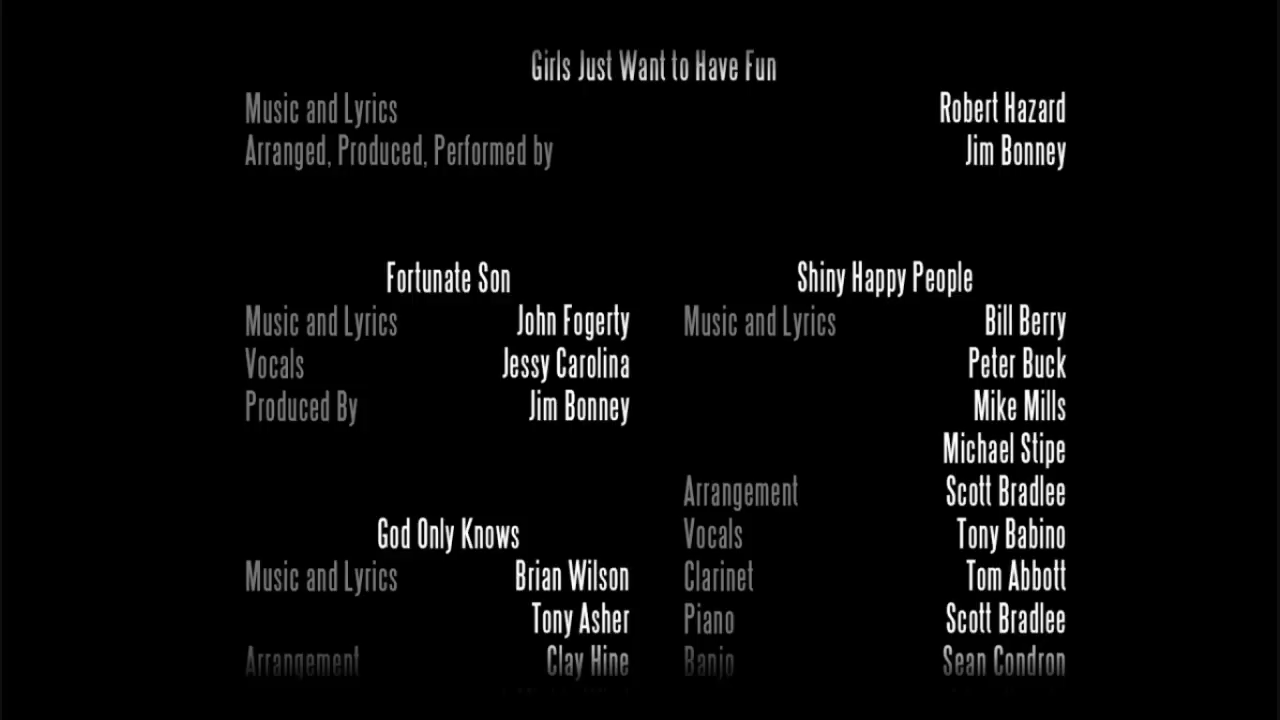 Girls Just Want to Have Fun
Music and Lyrics Robert Hazard
Arranged, Produced, Performed by Jim Bonney
Fortunate Son
Music and Lyrics John Fogerty
Vocals Jessy Carolina
Produced By Jim Bonney
God Only Knows
Music and Lyrics Brian Wilson
Tony Asher
Arrangement Clay Hine
Shiny Happy People
Music and Lyrics Bill Berry
Peter Buck
Mike Mills
Michael Stipe
Arrangement Scott Bradlee
Vocals Tony Babino
Clarinet Tom Abbott
Piano Scott Bradlee
Banjo Sean Condron